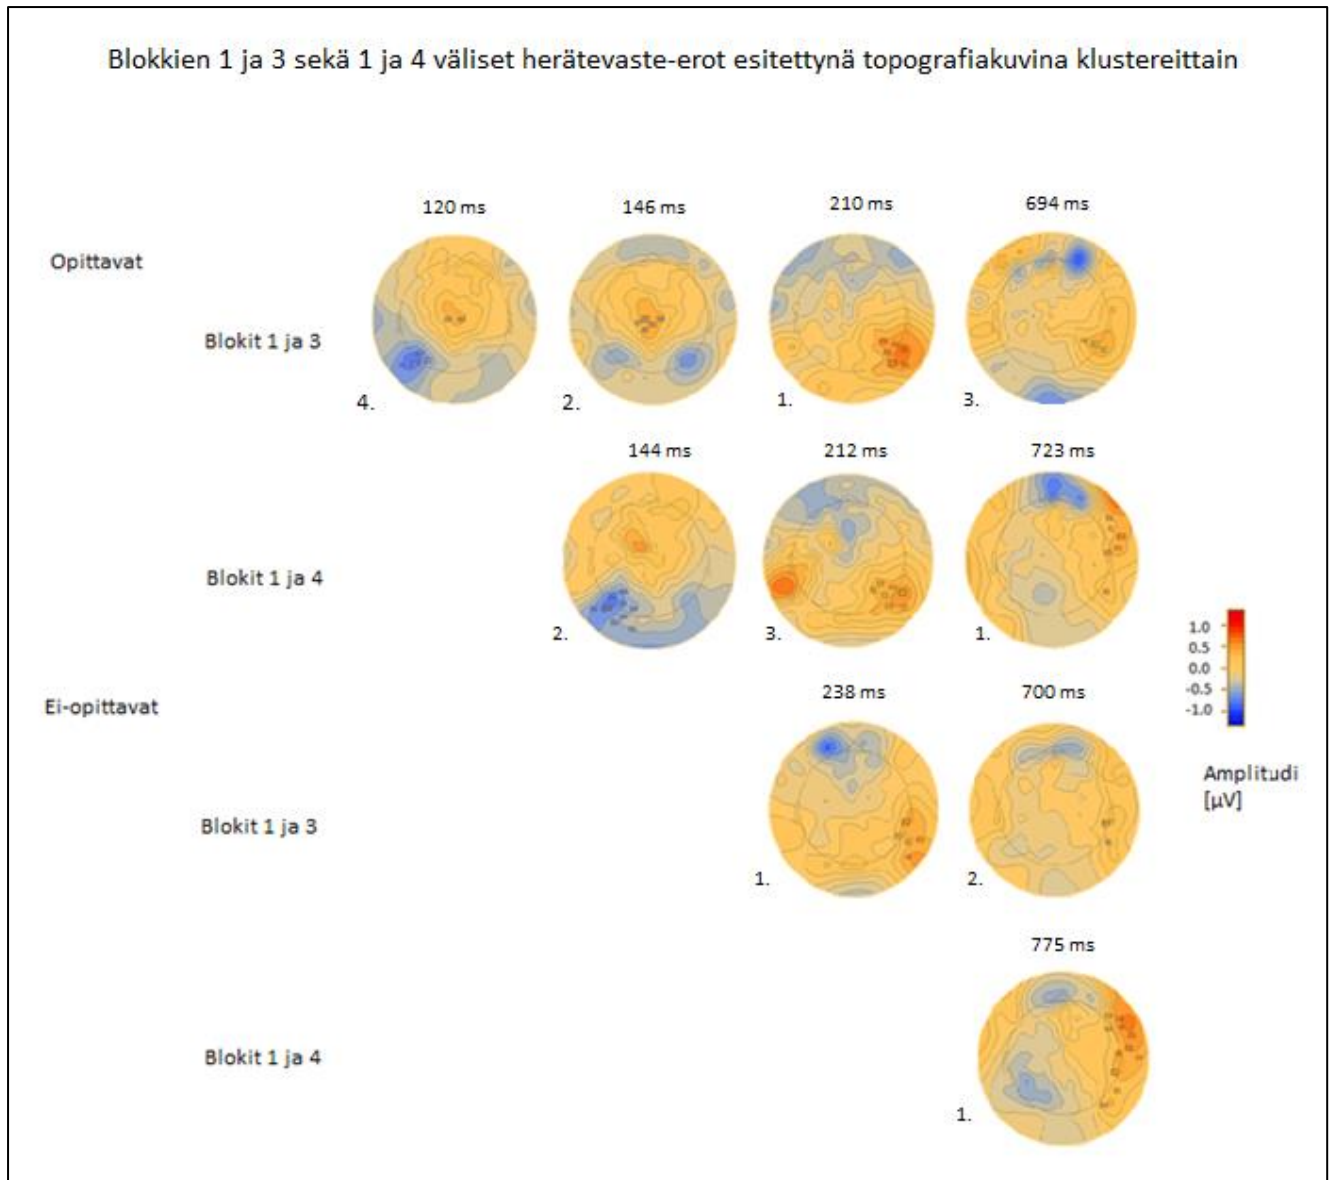 Blokkien 1 ja 3 sekä 1 ja 4 väliset herätevaste-erot esitettynä topografiakuvina klustereittain
120 ms
146 ms
210 ms
694 ms
Opittavat
Blokit 1 ja 3
4.
2.
1.
3.
144 ms
212 ms
723 ms
Blokit 1 ja 4
2.
3.
1.
1.0
0.5
0.0
-0.5
-1.0
Amplitudi
[µV]
Ei-opittavat
238 ms
700 ms
Blokit 1 ja 3
1.
2.
775 ms
Blokit 1 ja 4
1.